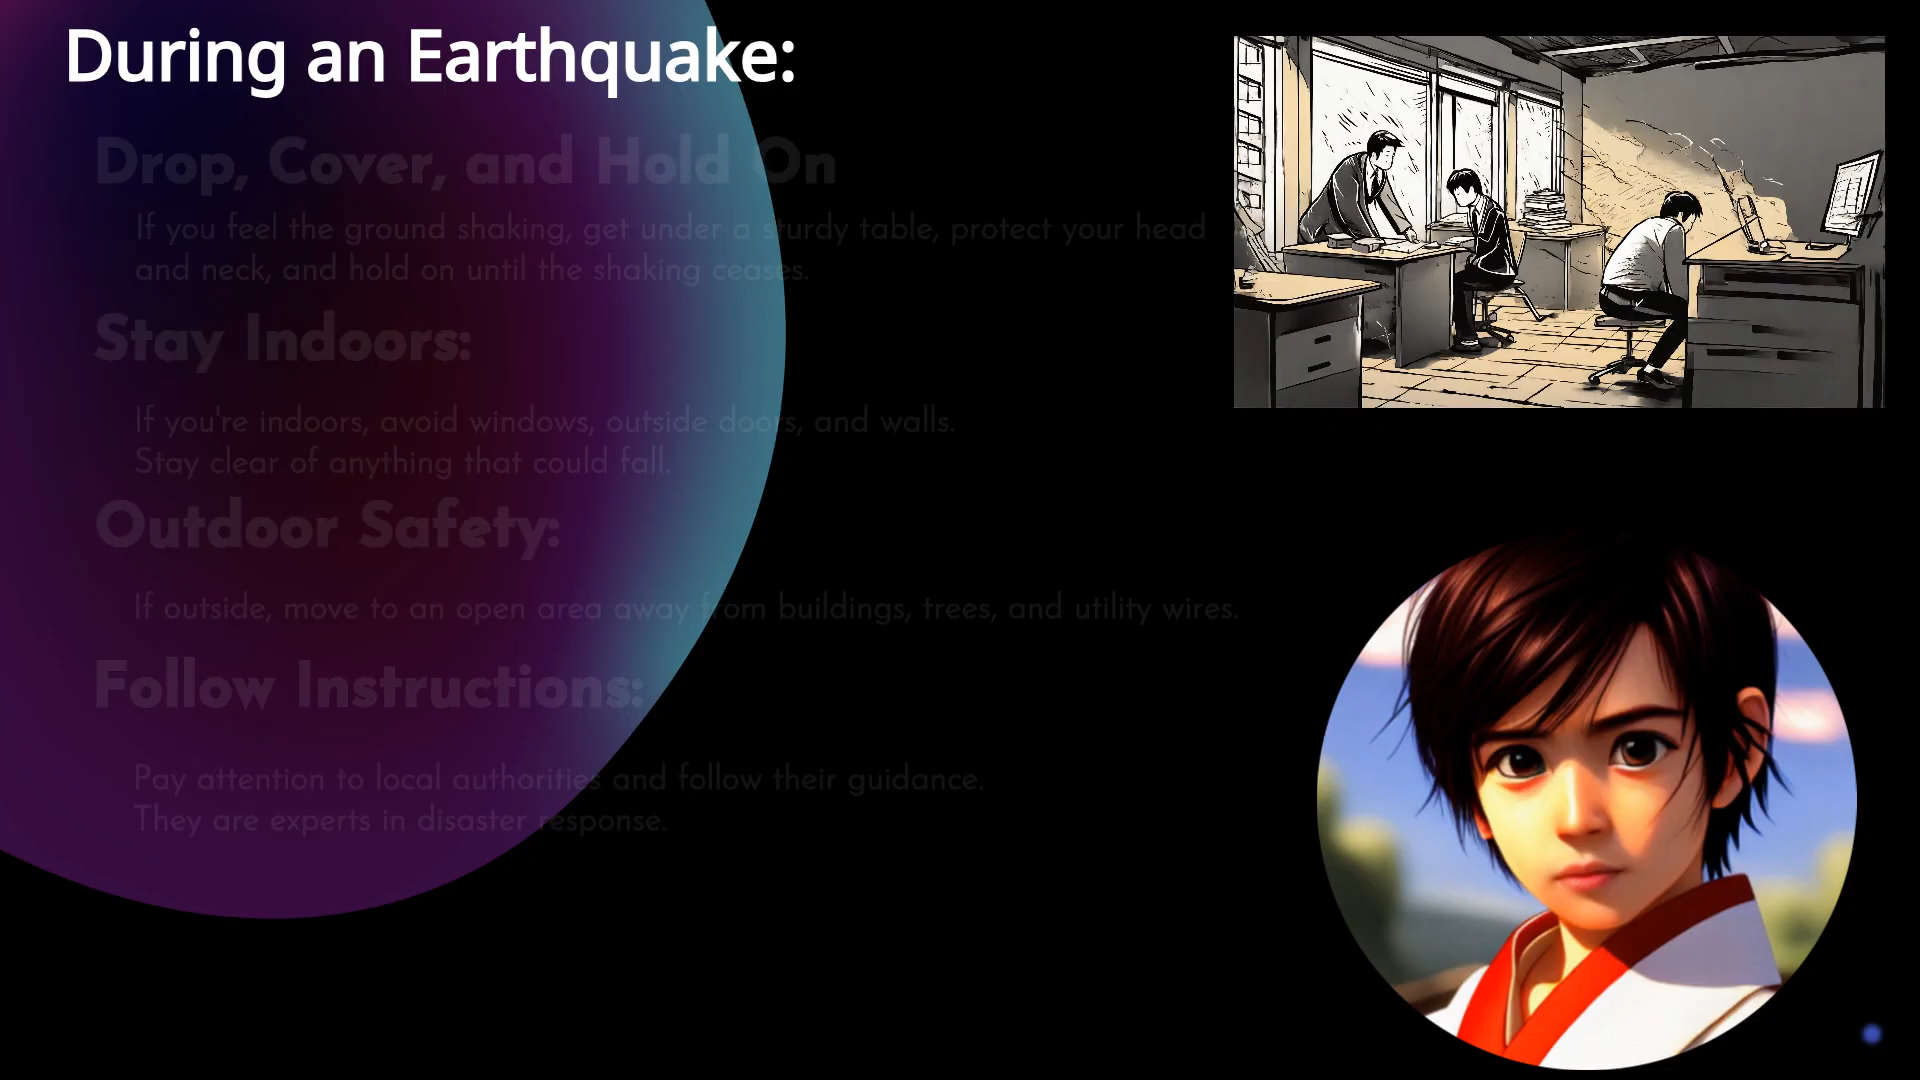 During an Earthquake:
Drop, Cover, and Hold On
If you feel the ground shaking, get under a sturdy table, protect your head
and neck, and hold on until the shaking ceases.
Stay Indoors:
If you're indoors, avoid windows, outside doors, and walls.
Stay clear of anything that could fall.
Outdoor Safety:
If outside, move to an open area away from buildings, trees, and utility wires.
Follow Instructions:
Pay attention to local authorities and follow their guidance.
They are experts in disaster response.